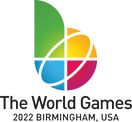 The World Games
2022 BIRMINGHAM, USA